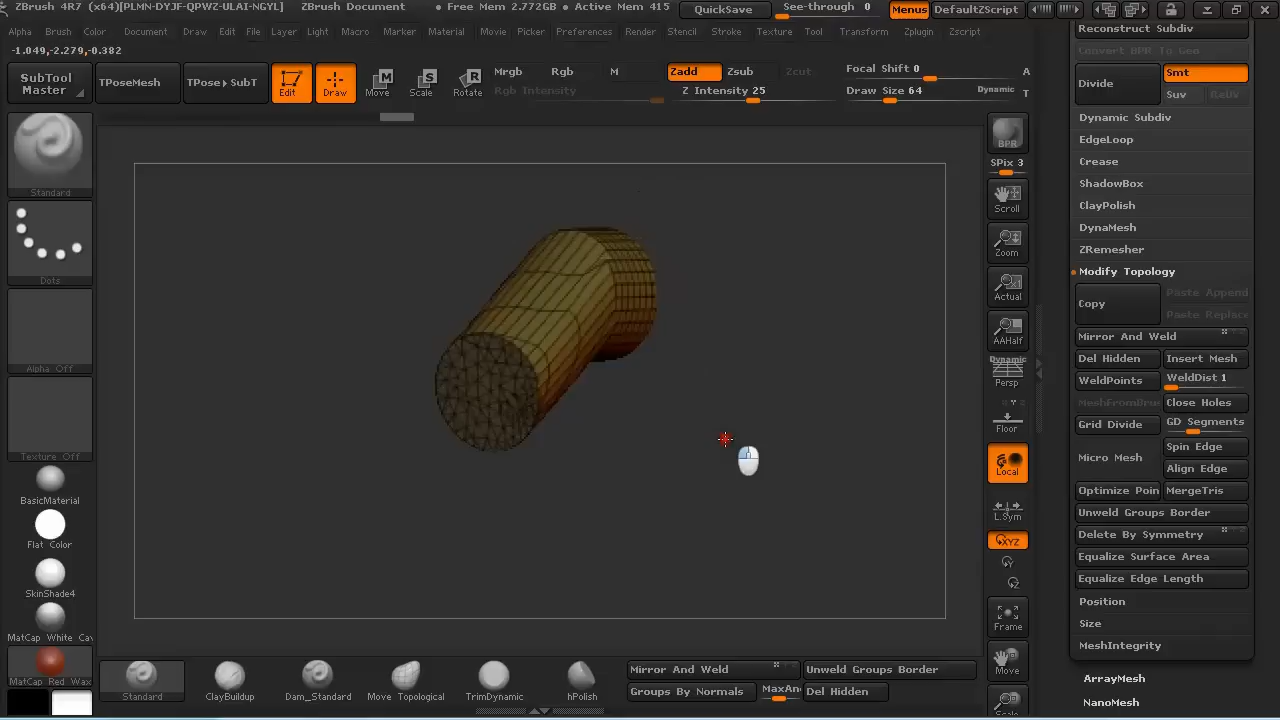 ZBrush 4R7 (x64)[PLMN-DYJF-QPWZ-ULAI-NGYL] ZBrush Document • Free Mem 2.772GB • Active Mem 415 QuickSave See-through 0 Menus DefaultZScript
Alpha Brush Color Document Draw Edit File Layer Light Macro Marker Material Movie Picker Preferences Render Stencil Stroke Texture Tool Transform Zplugin Zscript
-1.049,-2.279,-0.382
SubTool Master
TPoseMesh
TPose▸SubT
Edit
Draw
Move
Scale
Rotate
Mrgb Rgb M
Rgb Intensity
Zadd Zsub Zcut
Z Intensity 25
Focal Shift 0
Draw Size 64
Dynamic
A
T
Standard
Dots
Alpha Off
Texture Off
BasicMaterial
Flat Color
SkinShade4
MatCap White Cav
MatCap Red Wax
BPR
SPix 3
Scroll
Zoom
Actual
AAHalf
Dynamic
Persp
Floor
Local
L.Sym
XYZ
Y
Z
Frame
Move
Scale
Reconstruct Subdiv
Convert BPR To Geo
Divide
Smt
Suv ReUV
Dynamic Subdiv
EdgeLoop
Crease
ShadowBox
ClayPolish
DynaMesh
ZRemesher
Modify Topology
Copy
Paste Append
Paste Replace
Mirror And Weld
Del Hidden Insert Mesh
WeldPoints WeldDist 1
MeshFromBru Close Holes
Grid Divide GD Segments
Micro Mesh
Spin Edge
Align Edge
Optimize Poin MergeTris
Unweld Groups Border
Delete By Symmetry
Equalize Surface Area
Equalize Edge Length
Position
Size
MeshIntegrity
ArrayMesh
NanoMesh
Standard
ClayBuildup
Dam_Standard
Move Topological
TrimDynamic
hPolish
Mirror And Weld
Unweld Groups Border
Groups By Normals
MaxAn
Del Hidden